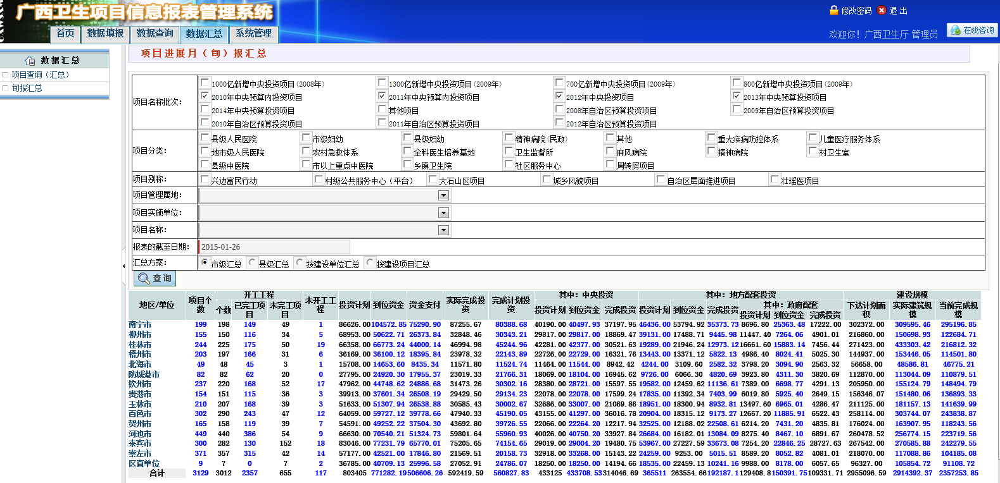 广西卫生项目信息报表管理系统
修改密码 退 出
首页 数据填报 数据查询 数据汇总 系统管理
欢迎你！广西卫生厅 管理员 在线咨询
数 据 汇 总
项目查询（汇总）
旬报汇总
项目进展月（旬）报汇总
项目名称批次：
1000亿新增中央投资项目(2008年) 1300亿新增中央投资项目(2009年) 700亿新增中央投资项目(2009年) 800亿新增中央投资项目(2009年)
2010年中央预算内投资项目 2011年中央预算内投资项目 2012年中央投资项目 2013年中央预算投资项目
2014年中央预算投资项目 其他项目 2008年自治区预算投资项目 2009年自治区预算投资项目
2010年自治区预算投资项目 2011年自治区预算投资项目 2012年自治区预算投资项目
项目分类：
县级人民医院 市级妇幼 县级妇幼 精神病院(民政) 其他 重大疾病防控体系 儿童医疗服务体系
地市级人民医院 农村急救体系 全科医生培养基地 卫生监督所 麻风病院 精神病院 村卫生室
县级中医院 市以上重点中医院 乡镇卫生院 社区服务中心 周转房项目
项目别称： 兴边富民行动 村级公共服务中心（平台） 大石山区项目 城乡风貌项目 自治区层面推进项目 壮瑶医项目
项目管理属地：
项目实施单位：
项目名称：
报表的截至日期： 2015-01-26
汇总方案： 市级汇总 县级汇总 按建设单位汇总 按建设项目汇总
查 询
地区/单位 项目个数 开工工程 未开工工程 投资计划 到位资金 资金支付 实际完成投资 完成计划投资 其中：中央投资 其中：地方配套投资 建设规模
个数 已完工项目 未完工项目 投资计划 到位资金 完成投资 投资计划 到位资金 完成投资 其中：政府配套 下达计划面积 实际建筑规模 当前完成规模
投资计划 到位资金 完成投资
南宁市 199 198 149 49 1 86626.00 104572.85 75290.90 87255.67 80388.68 40190.00 40497.93 37197.95 46436.00 53794.92 35373.73 8696.80 25363.48 17222.00 302372.00 309595.46 295196.85
柳州市 155 150 116 34 5 68953.00 50622.71 26373.84 32848.46 30343.21 29817.00 29817.00 18869.47 39131.00 17488.71 9445.98 11447.40 7264.06 4901.01 216860.00 150698.93 122684.71
桂林市 244 225 175 50 19 66358.00 66773.24 44000.14 46994.98 45244.96 42281.00 42377.00 30521.63 19289.00 21946.24 12973.12 16661.60 15883.14 7456.44 271423.00 433303.42 216812.32
梧州市 203 197 166 31 6 36169.00 36100.12 18395.84 23978.32 22143.89 22726.00 22729.00 16321.76 13443.00 13371.12 5822.13 4986.40 8024.41 5025.30 144937.00 153446.05 114501.80
北海市 49 48 45 3 1 15708.00 14653.60 8435.34 11571.80 11524.74 11464.00 11544.00 8942.42 4244.00 3109.60 2582.32 3798.20 3094.90 2563.32 56658.00 48586.81 46775.21
防城港市 82 82 62 20 0 27795.00 24920.30 17955.37 23019.33 21766.31 18069.00 18104.00 16945.62 9726.00 6066.30 4820.69 3923.80 4311.30 3820.69 112870.00 113044.09 110879.51
钦州市 237 220 168 52 17 47962.00 44748.62 24886.68 31473.26 30302.16 28380.00 28721.00 15597.55 19582.00 12459.62 11136.61 7389.00 6698.77 4291.13 205950.00 155124.79 148494.79
贵港市 154 151 115 36 3 39913.00 37601.34 26508.19 29429.50 29134.23 22078.00 22078.00 17599.24 17835.00 11392.34 7403.99 6019.80 5925.40 2649.15 156346.07 151480.06 136893.33
玉林市 210 207 168 39 3 51633.00 51307.94 26538.88 30585.43 30002.67 32686.00 33007.00 21069.86 18951.00 18300.94 8932.81 13497.60 6965.01 4286.47 211125.00 181157.13 141639.99
百色市 302 290 243 47 12 64059.00 59727.12 39778.66 47940.33 45190.05 43155.00 41297.00 36016.78 20904.00 18315.12 9173.27 12667.20 11885.91 6522.43 258114.00 303744.07 243838.87
贺州市 165 158 119 39 7 54591.00 49252.22 37504.30 43692.80 39726.55 22066.00 22264.20 12217.94 32525.00 12188.02 22508.61 6214.20 7431.20 4835.81 176024.00 163907.95 118243.56
河池市 449 440 386 54 9 66630.00 70540.21 51324.73 59801.64 55960.93 40026.00 40750.20 33927.84 26684.00 16182.01 13084.09 8275.40 8467.10 6891.67 260478.52 256774.15 223719.56
来宾市 300 282 130 152 18 83046.00 77231.79 65770.01 75205.65 74154.65 29019.00 29004.20 19480.75 53967.00 27227.59 33673.08 7254.20 22846.25 28727.63 267542.00 270585.88 242279.55
崇左市 371 357 315 42 14 57177.00 42521.00 17846.80 21569.51 20158.73 32918.00 33268.00 15143.22 24259.00 9253.00 5015.51 8589.20 8052.82 4081.01 218070.00 117088.86 104185.08
区直单位 9 7 0 7 2 36785.00 40709.13 25996.58 27052.91 24786.07 18250.00 18250.00 14194.66 18535.00 22459.13 10241.16 9988.00 8178.00 6057.65 96327.00 105854.72 91108.72
合计 3129 3012 2357 655 117 803405 771282.19 506606.26 592419.59 560827.83 433125 433708.53 314046.69 365511 263554.66 192187.1 129408.8 150391.75 109331.71 2955096.59 2914392.37 2357253.85